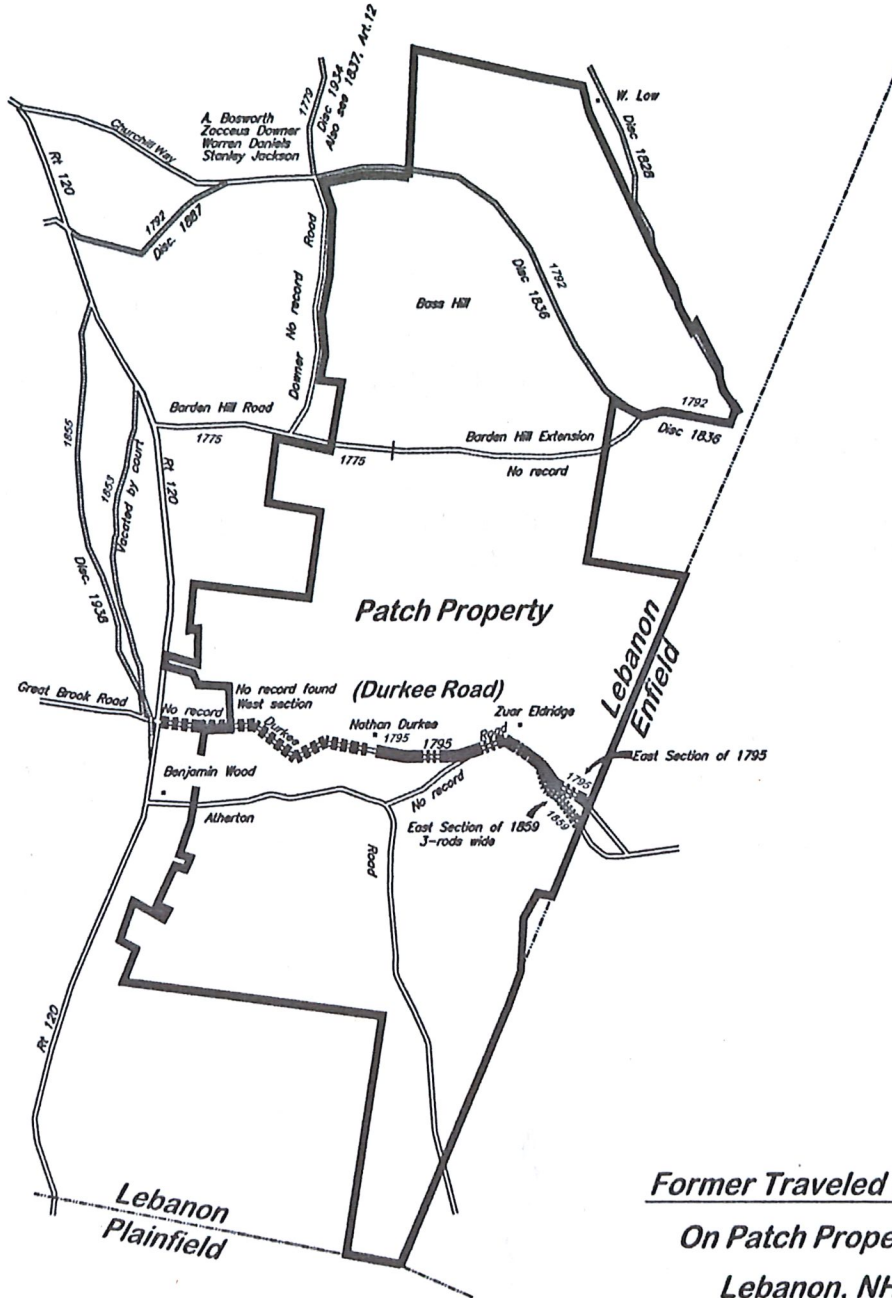 1779
Disc 1934
Also see 1837, Art.12
A. Bosworth
Zacceus Downer
Warren Daniels
Stanley Jackson
W. Low
Disc 1828
Churchill Way
Rt 120
1792
Disc. 1887
Downer
No record
Road
Bass Hill
1792
Disc 1836
1792
Disc 1836
Barden Hill Road
1775
1775
Barden Hill Extension
No record
1855
Disc. 1938
1853
Vacated by court
Rt 120
Patch Property
(Durkee Road)
Lebanon
Enfield
Great Brook Road
No record
No record found
West section
Durkee
Nathan Durkee
1795
1795
Road
Zuar Eldridge
East Section of 1795
1795
1859
East Section of 1859
3-rods wide
Benjamin Wood
Atherton
No record
Road
Rt 120
Lebanon
Plainfield
Former Traveled
On Patch Prope
Lebanon, NH